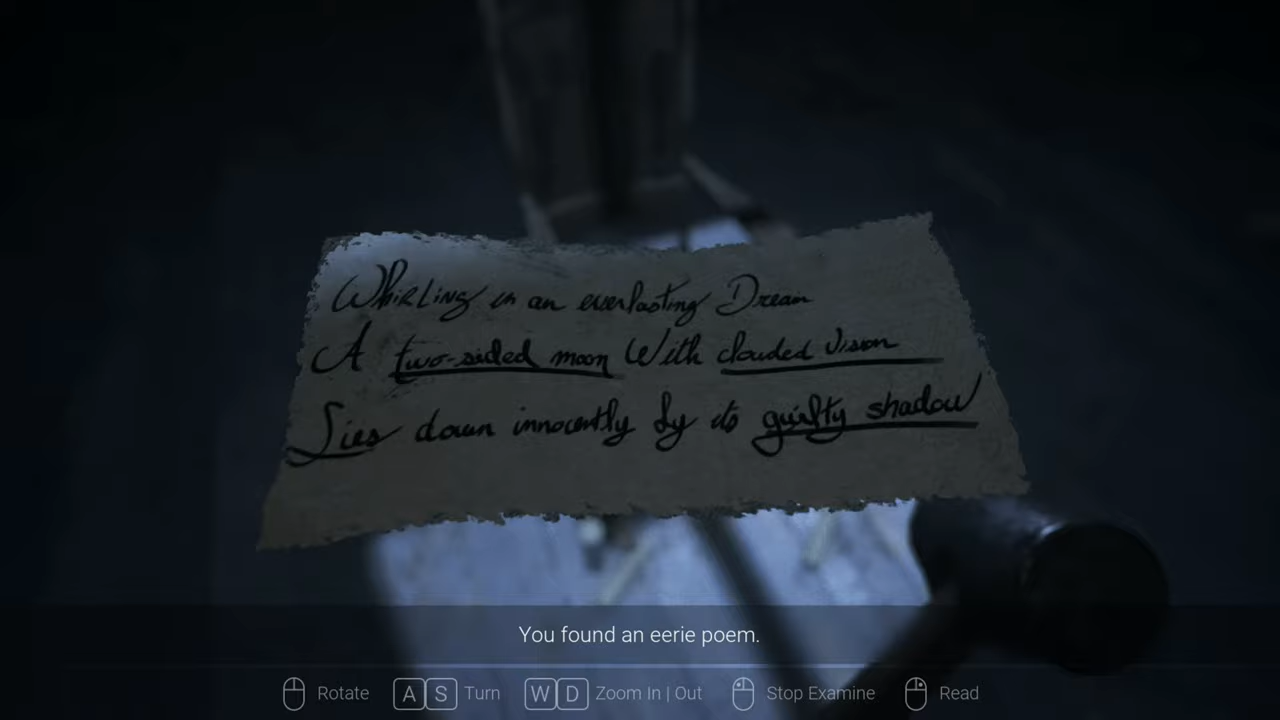 Whirling in an everlasting Dream
A two-sided moon With clouded vision
Lies down innocently by its guilty shadow
You found an eerie poem.
Rotate A S Turn W D Zoom In | Out Stop Examine Read